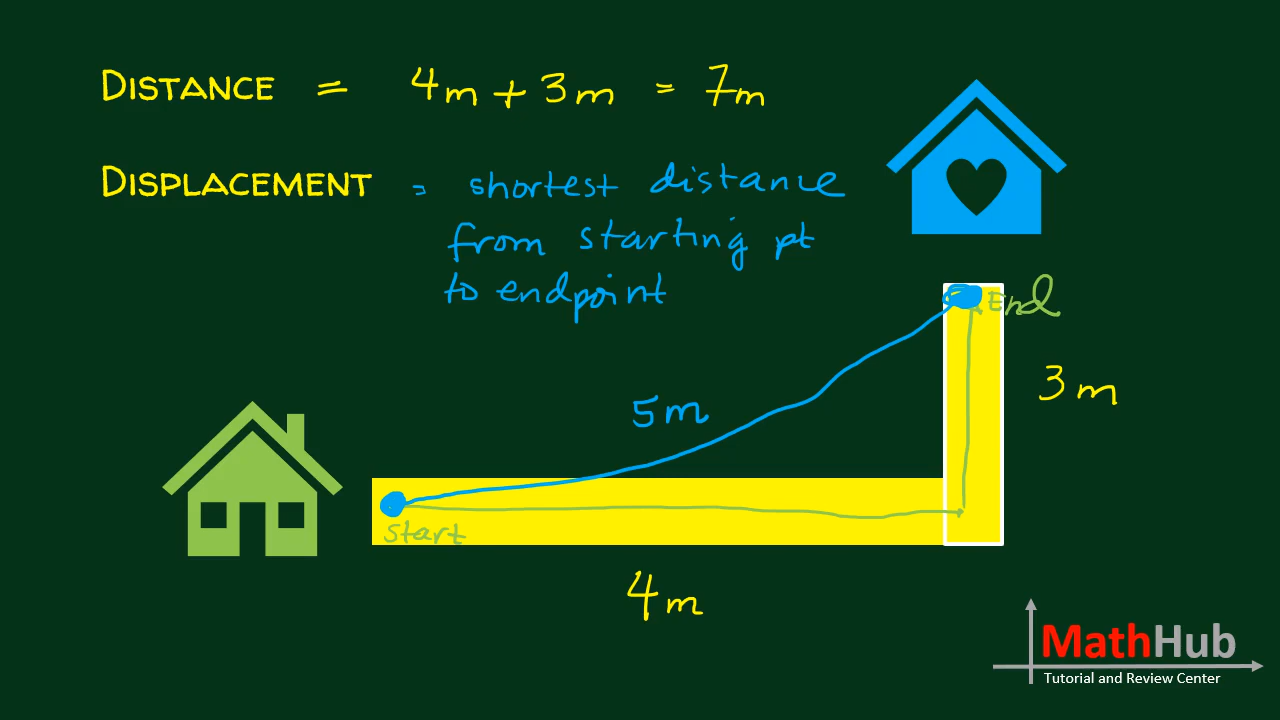 DISTANCE = 4m + 3m = 7m
DISPLACEMENT = shortest distance
from starting pt
to endpoint
End
3m
5m
Start
4m
MathHub
Tutorial and Review Center